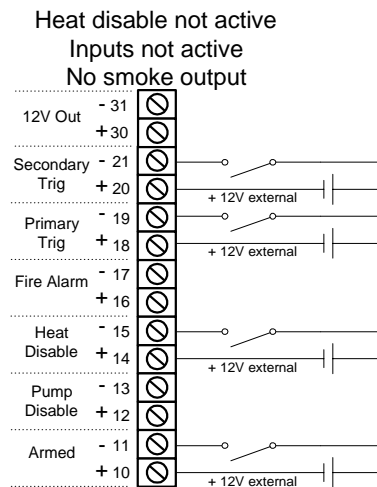 Heat disable not active
Inputs not active
No smoke output
12V Out - 31
+ 30
Secondary Trig - 21
+ 20
+ 12V external
Primary Trig - 19
+ 18
+ 12V external
Fire Alarm - 17
+ 16
Heat Disable - 15
+ 14
+ 12V external
Pump Disable - 13
+ 12
Armed - 11
+ 10
+ 12V external